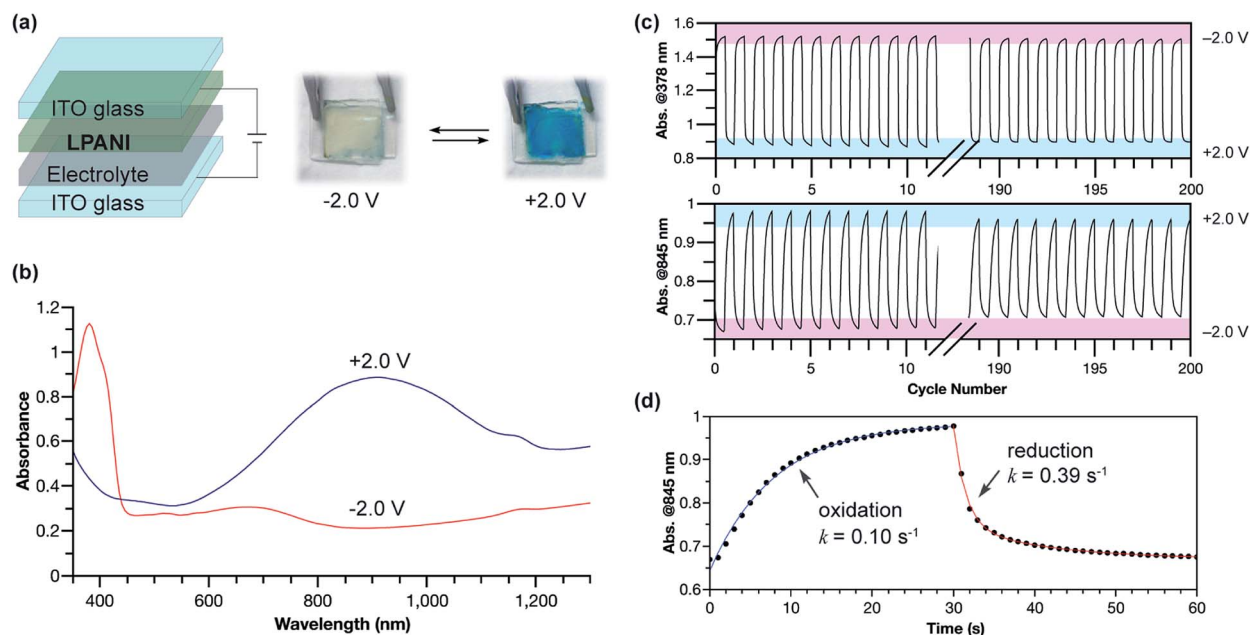 (a)
ITO glass
LPANI
Electrolyte
ITO glass
-2.0 V
+2.0 V
(b)
1.2
1
0.8
0.6
0.4
0.2
0
Absorbance
+2.0 V
-2.0 V
400
600
800
1,000
1,200
Wavelength (nm)
(c)
1.6
1.4
1.2
1
0.8
Abs. @378 nm
–2.0 V
+2.0 V
0
5
10
190
195
200
1
0.9
0.8
0.7
Abs. @845 nm
+2.0 V
–2.0 V
0
5
10
190
195
200
Cycle Number
(d)
1
0.9
0.8
0.7
0.6
Abs. @845 nm
oxidation
k = 0.10 s-1
reduction
k = 0.39 s-1
0
10
20
30
40
50
60
Time (s)